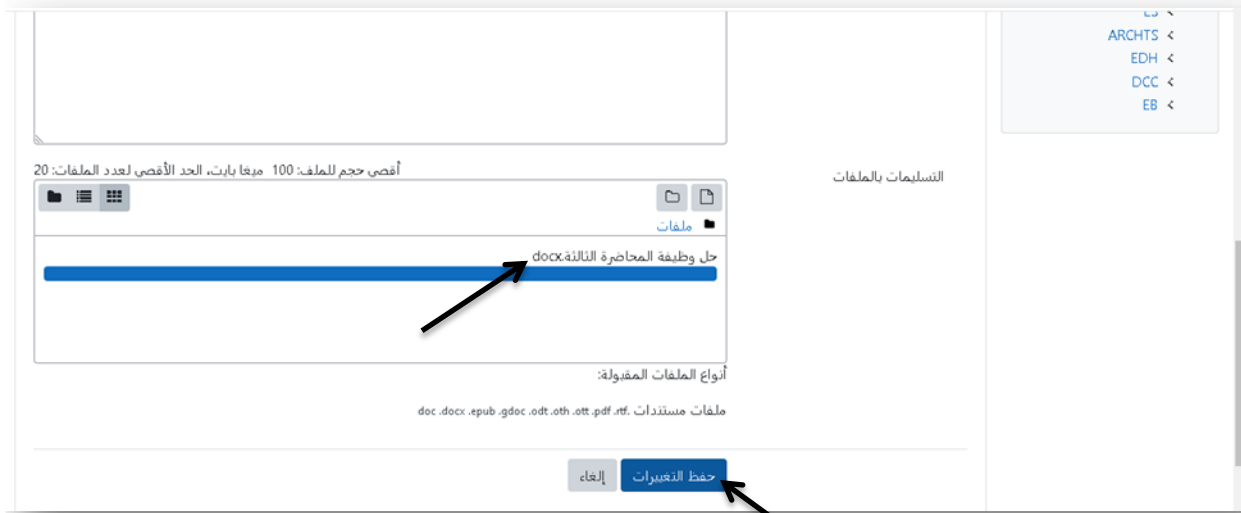 ARCHTS
EDH
DCC
EB
التسليمات بالملفات
أقصى حجم للملف: 100 ميغا بايت، الحد الأقصى لعدد الملفات: 20
ملفات
حل وظيفة المحاضرة الثالثة.docx
أنواع الملفات المقبولة:
ملفات مستندات .doc .docx .epub .gdoc .odt .oth .ott .pdf .rtf
حفظ التغييرات
إلغاء